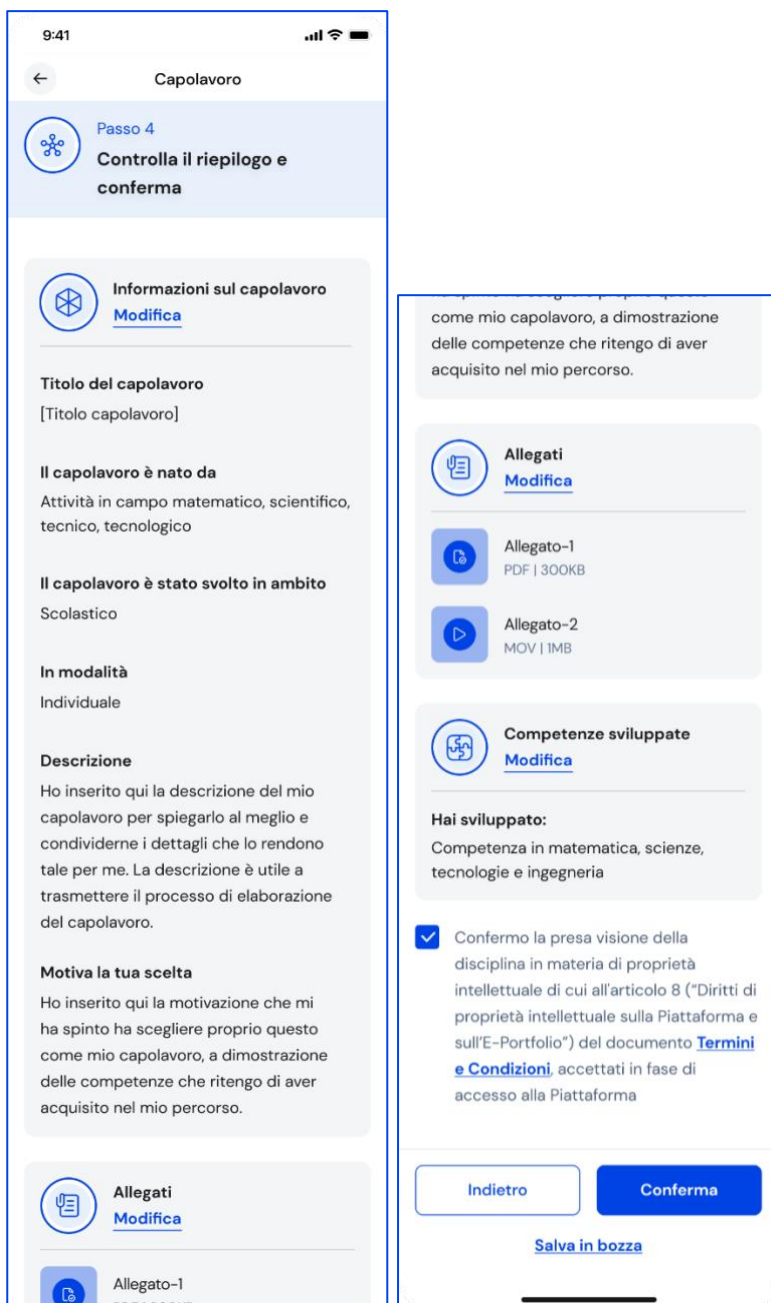 9:41
Capolavoro
Passo 4
Controlla il riepilogo e
conferma
Informazioni sul capolavoro
Modifica
Titolo del capolavoro
[Titolo capolavoro]
Il capolavoro è nato da
Attività in campo matematico, scientifico,
tecnico, tecnologico
Il capolavoro è stato svolto in ambito
Scolastico
In modalità
Individuale
Descrizione
Ho inserito qui la descrizione del mio
capolavoro per spiegarlo al meglio e
condividerne i dettagli che lo rendono
tale per me. La descrizione è utile a
trasmettere il processo di elaborazione
del capolavoro.
Motiva la tua scelta
Ho inserito qui la motivazione che mi
ha spinto ha scegliere proprio questo
come mio capolavoro, a dimostrazione
delle competenze che ritengo di aver
acquisito nel mio percorso.
Allegati
Modifica
Allegato-1
come mio capolavoro, a dimostrazione
delle competenze che ritengo di aver
acquisito nel mio percorso.
Allegati
Modifica
Allegato-1
PDF | 300KB
Allegato-2
MOV | 1MB
Competenze sviluppate
Modifica
Hai sviluppato:
Competenza in matematica, scienze,
tecnologie e ingegneria
Confermo la presa visione della
disciplina in materia di proprietà
intellettuale di cui all'articolo 8 ("Diritti di
proprietà intellettuale sulla Piattaforma e
sull'E-Portfolio") del documento Termini
e Condizioni, accettati in fase di
accesso alla Piattaforma
Indietro
Conferma
Salva in bozza